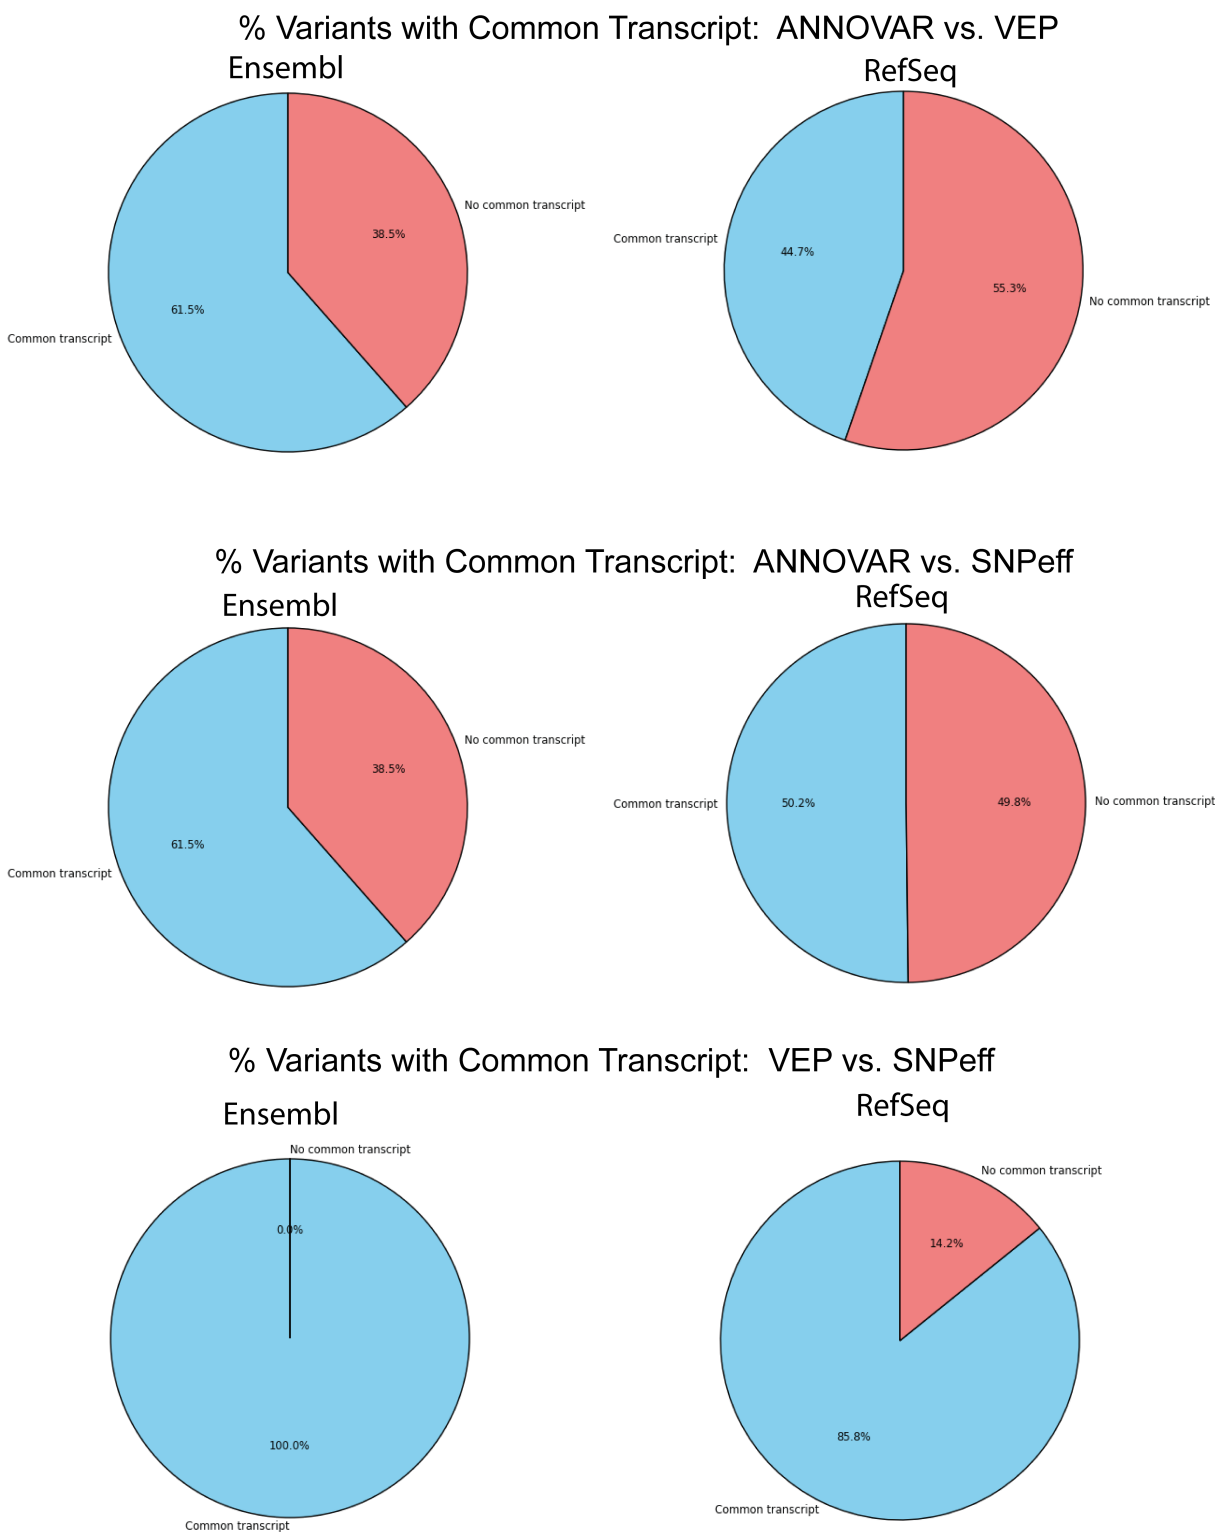 % Variants with Common Transcript:  ANNOVAR vs. VEP
Ensembl
RefSeq
No common transcript
38.5%
61.5%
Common transcript
Common transcript
44.7%
55.3%
No common transcript
% Variants with Common Transcript:  ANNOVAR vs. SNPeff
Ensembl
RefSeq
No common transcript
38.5%
61.5%
Common transcript
Common transcript
50.2%
49.8%
No common transcript
% Variants with Common Transcript:  VEP vs. SNPeff
Ensembl
RefSeq
No common transcript
0.0%
100.0%
Common transcript
No common transcript
14.2%
85.8%
Common transcript